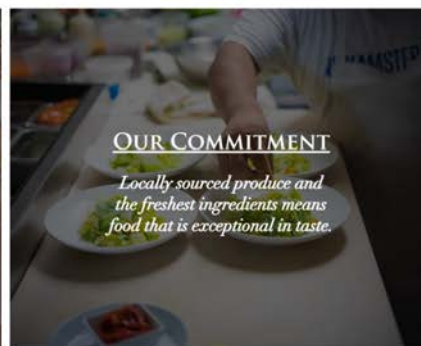 OUR COMMITMENT
Locally sourced produce and
the freshest ingredients means
food that is exceptional in taste.